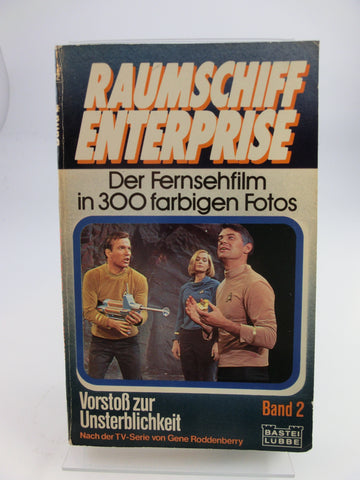 RAUMSCHIFF
ENTERPRISE
Der Fernsehfilm
in 300 farbigen Fotos
Vorstoß zur
Unsterblichkeit
Band 2
Nach der TV-Serie von Gene Roddenberry
BASTEI
LÜBBE